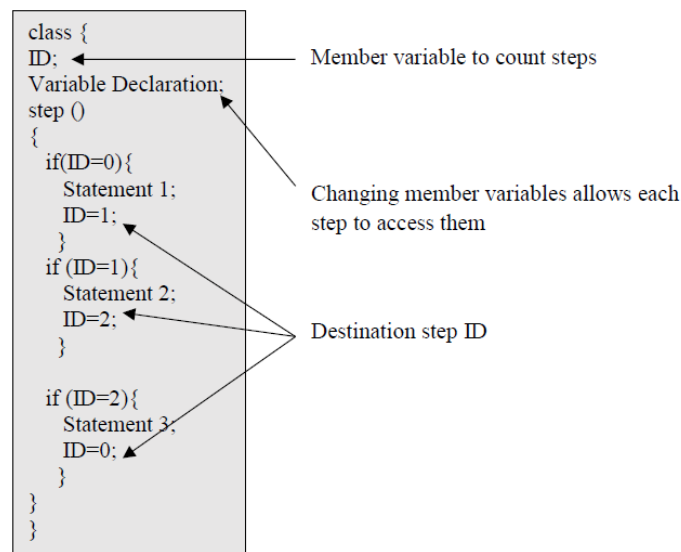 class {
ID;
Variable Declaration;
step ()
{
if(ID=0){
Statement 1;
ID=1;
}
if (ID=1){
Statement 2;
ID=2;
}
if (ID=2){
Statement 3;
ID=0;
}
}
}
Member variable to count steps
Changing member variables allows each
step to access them
Destination step ID